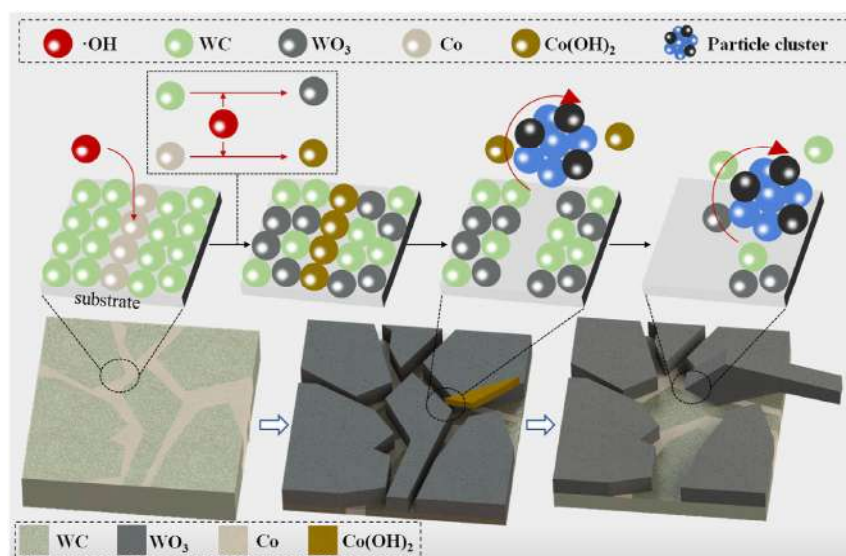 ·OH WC WO₃ Co Co(OH)₂ Particle cluster
substrate
WC WO₃ Co Co(OH)₂